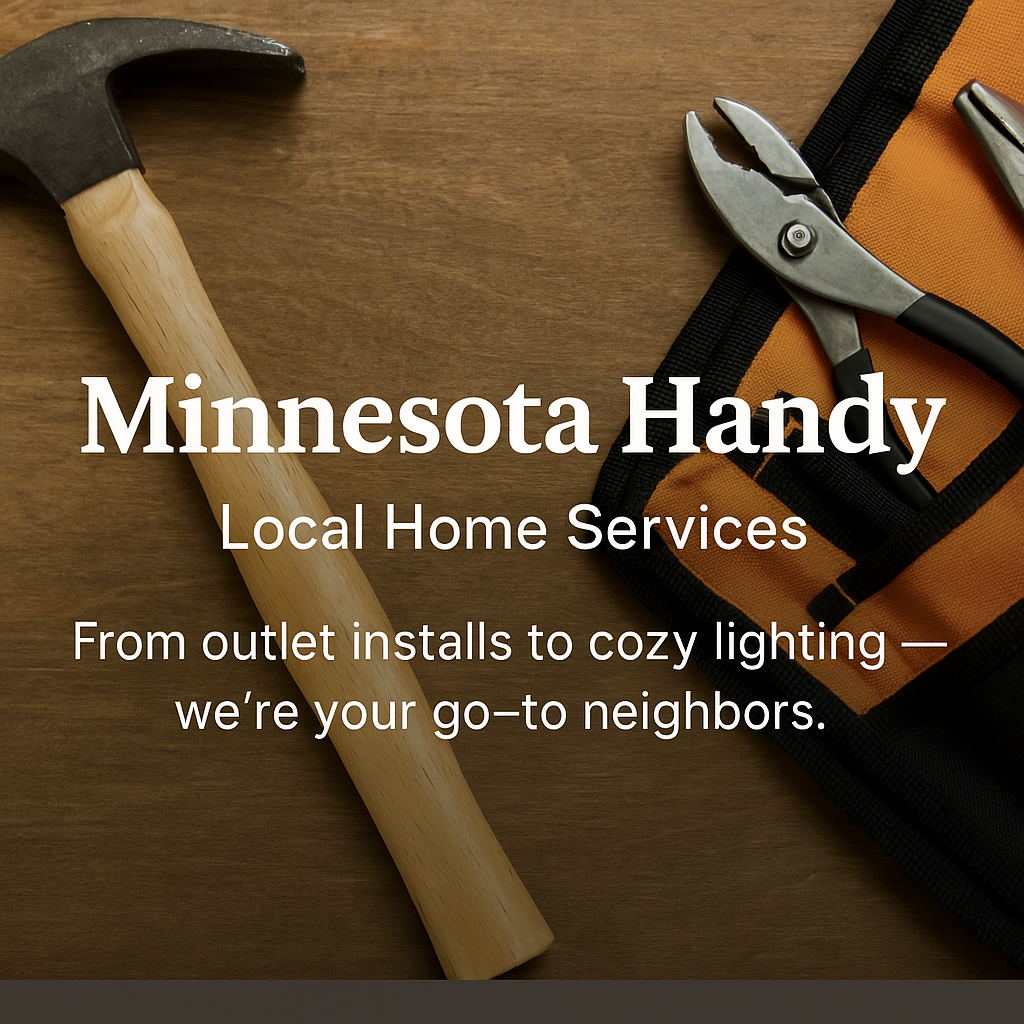 Minnesota Handy
Local Home Services
From outlet installs to cozy lighting —
we’re your go–to neighbors.